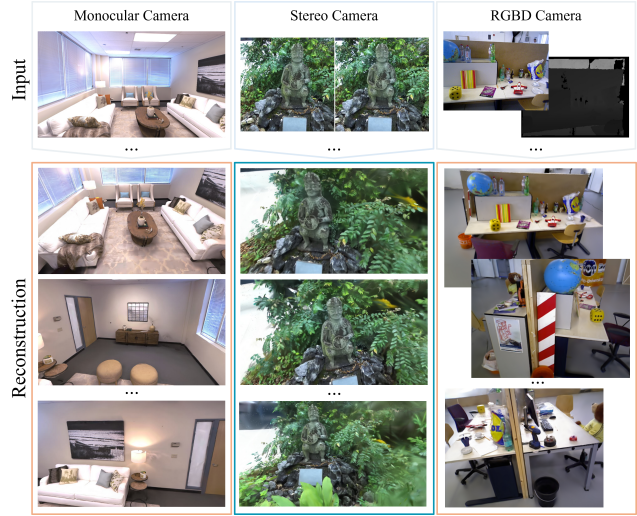 Monocular Camera
Stereo Camera
RGBD Camera
Input
...
...
...
Reconstruction
...
...
...